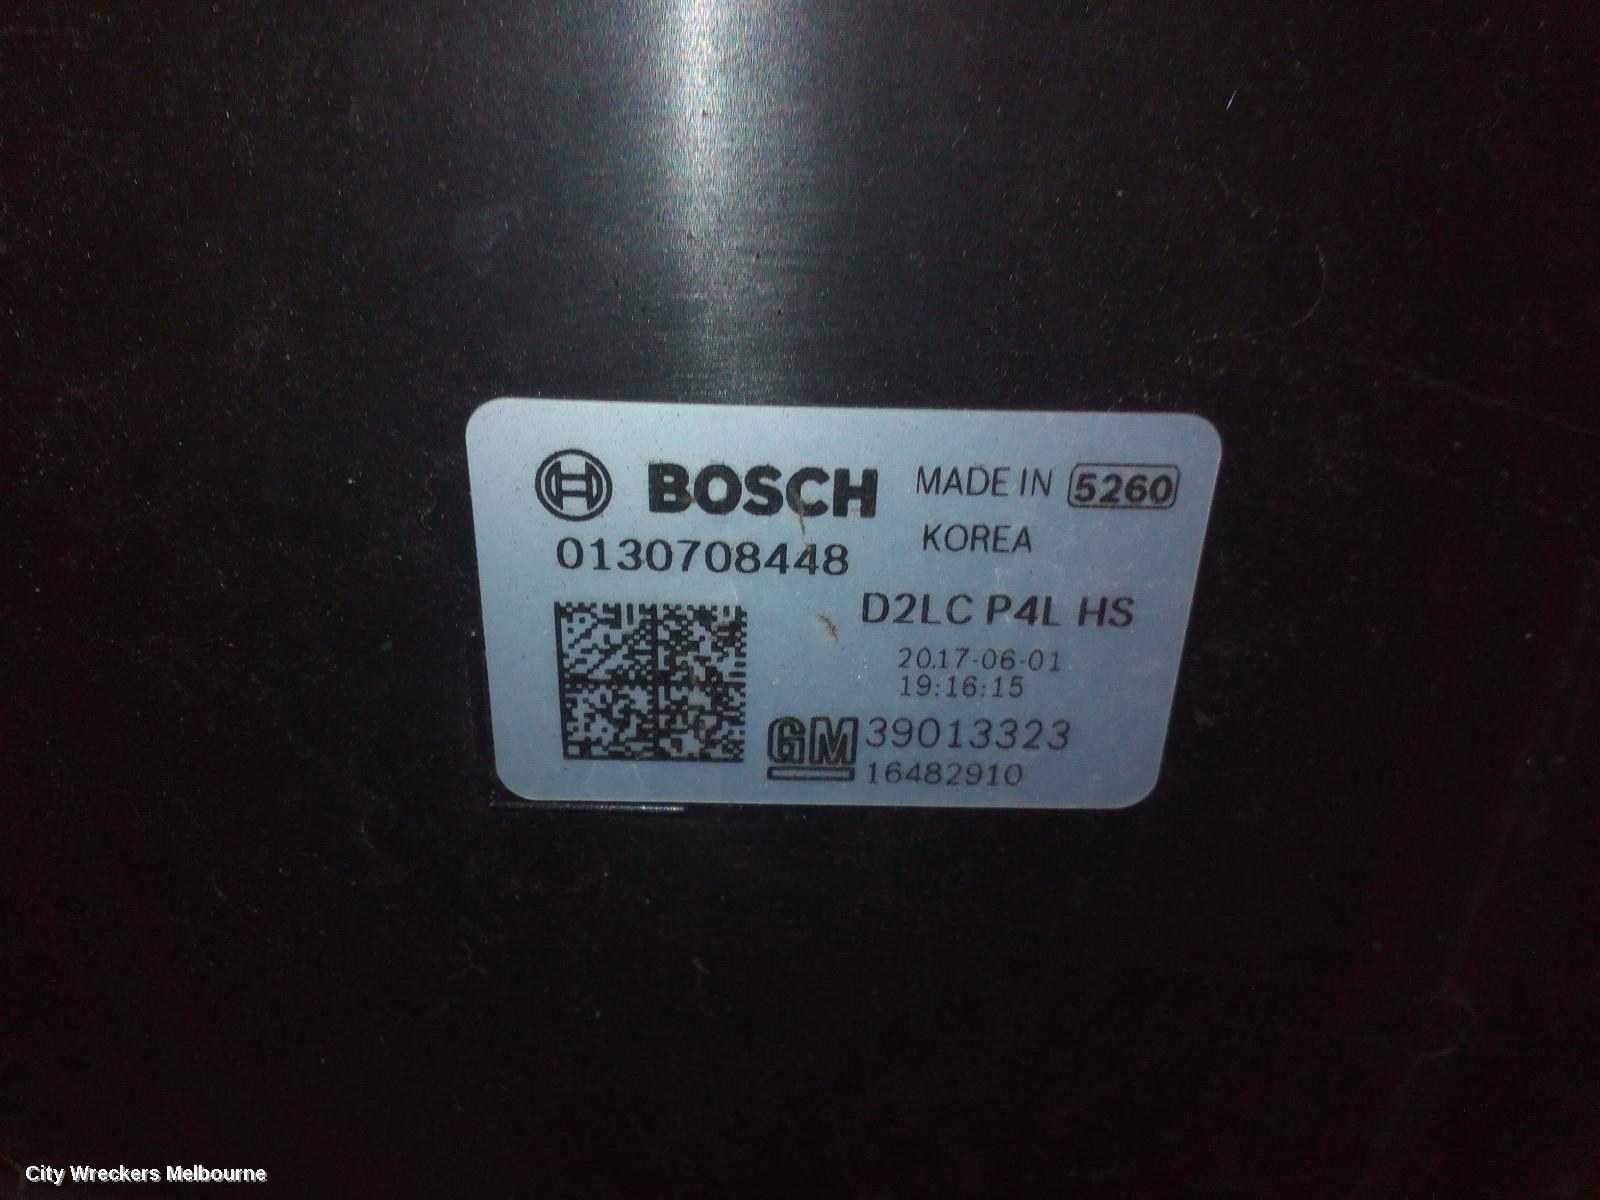 BOSCH MADE IN 5260
KOREA
0130708448
D2LC P4L HS
2017-06-01
19:16:15
GM 39013323
16482910
City Wreckers Melbourne